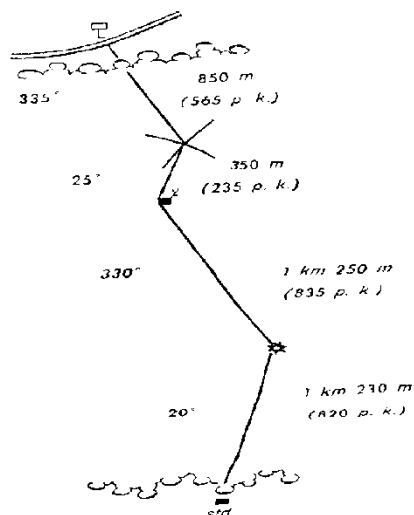 850 m
(565 p. k.)
335°
350 m
(235 p. k.)
25°
330°
1 km 250 m
(835 p. k.)
1 km 230 m
(820 p. k.)
20°
std